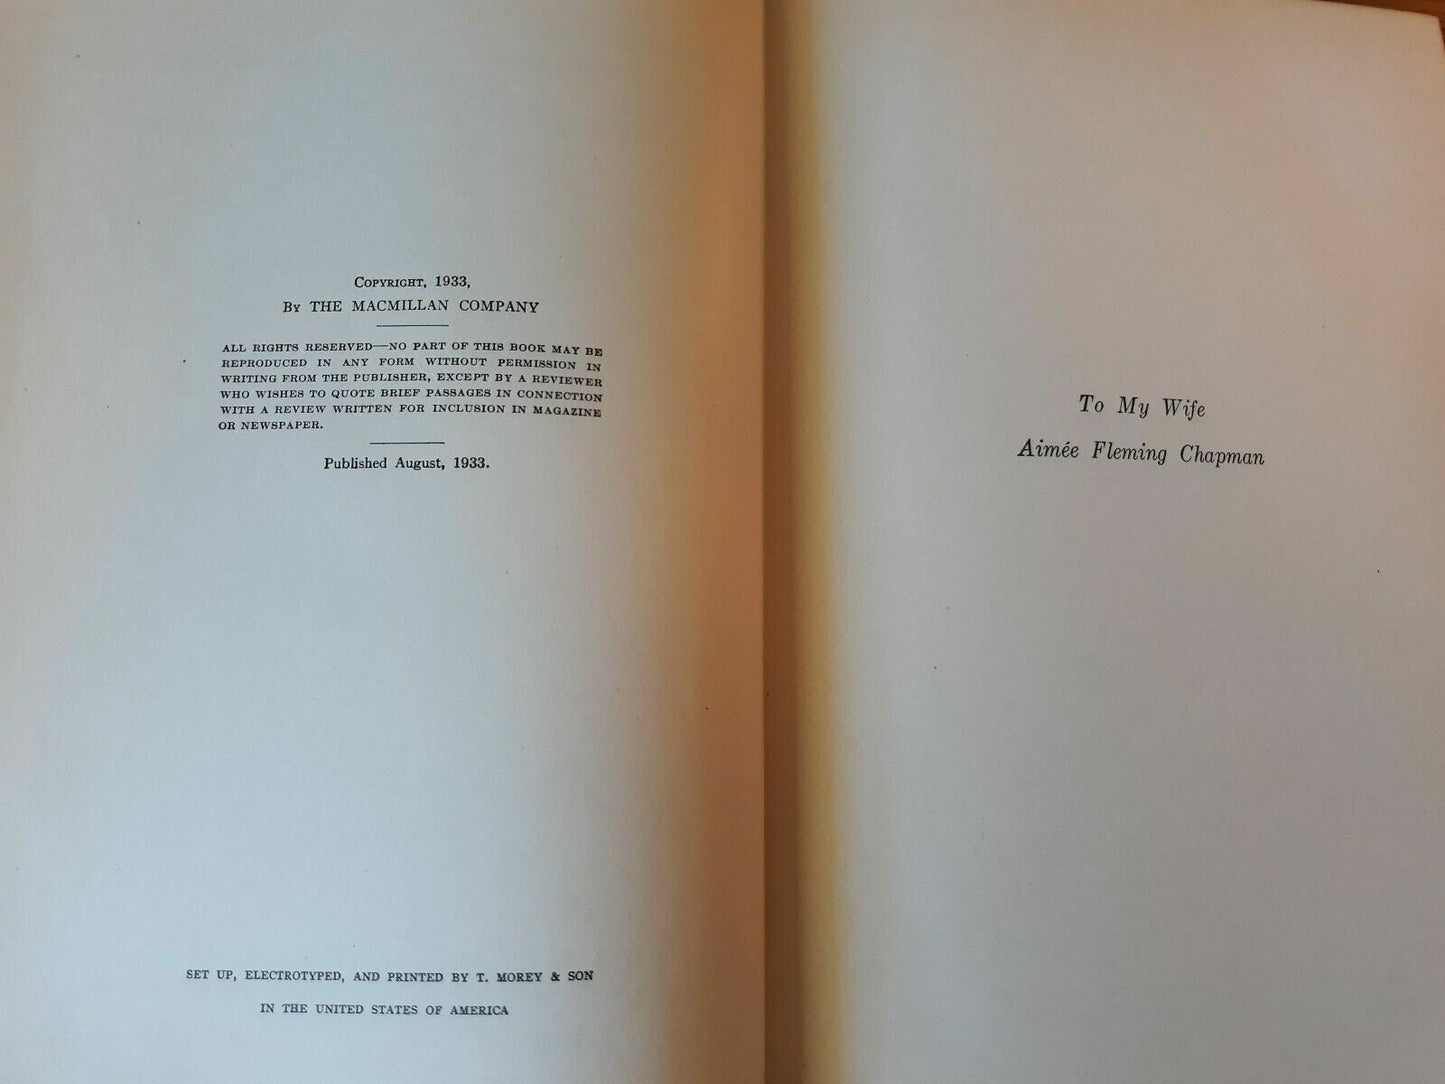 Copyright, 1933,
By THE MACMILLAN COMPANY
ALL RIGHTS RESERVED—NO PART OF THIS BOOK MAY BE
REPRODUCED IN ANY FORM WITHOUT PERMISSION IN
WRITING FROM THE PUBLISHER, EXCEPT BY A REVIEWER
WHO WISHES TO QUOTE BRIEF PASSAGES IN CONNECTION
WITH A REVIEW WRITTEN FOR INCLUSION IN MAGAZINE
OR NEWSPAPER.
Published August, 1933.
SET UP, ELECTROTYPED, AND PRINTED BY T. MOREY & SON
IN THE UNITED STATES OF AMERICA
To My Wife
Aimée Fleming Chapman